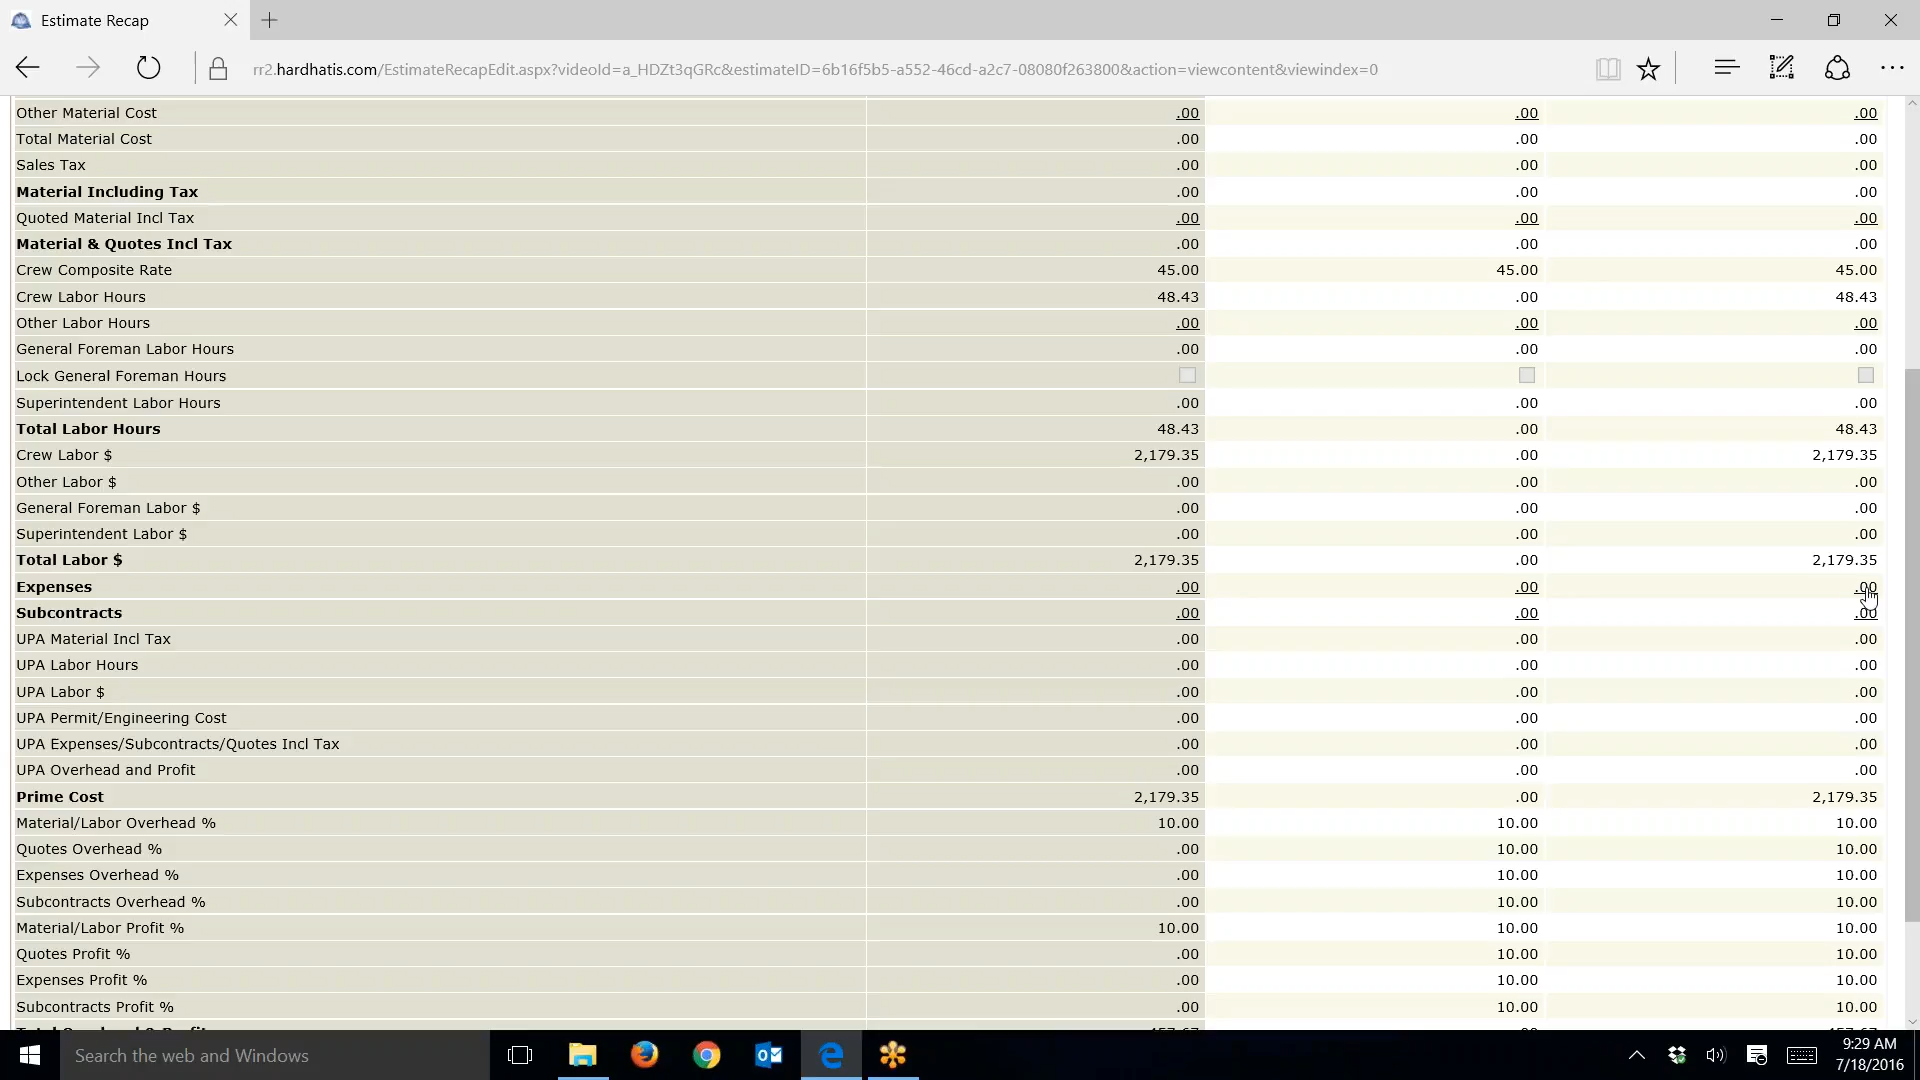 Estimate Recap
rr2.hardhatis.com/EstimateRecapEdit.aspx?videoId=a_HDZt3qGRc&estimateID=6b16f5b5-a552-46cd-a2c7-08080f263800&action=viewcontent&viewindex=0
Other Material Cost .00 .00 .00
Total Material Cost .00 .00 .00
Sales Tax .00 .00 .00
Material Including Tax .00 .00 .00
Quoted Material Incl Tax .00 .00 .00
Material & Quotes Incl Tax .00 .00 .00
Crew Composite Rate 45.00 45.00 45.00
Crew Labor Hours 48.43 .00 48.43
Other Labor Hours .00 .00 .00
General Foreman Labor Hours .00 .00 .00
Lock General Foreman Hours
Superintendent Labor Hours .00 .00 .00
Total Labor Hours 48.43 .00 48.43
Crew Labor $ 2,179.35 .00 2,179.35
Other Labor $ .00 .00 .00
General Foreman Labor $ .00 .00 .00
Superintendent Labor $ .00 .00 .00
Total Labor $ 2,179.35 .00 2,179.35
Expenses .00 .00 .00
Subcontracts .00 .00 .00
UPA Material Incl Tax .00 .00 .00
UPA Labor Hours .00 .00 .00
UPA Labor $ .00 .00 .00
UPA Permit/Engineering Cost .00 .00 .00
UPA Expenses/Subcontracts/Quotes Incl Tax .00 .00 .00
UPA Overhead and Profit .00 .00 .00
Prime Cost 2,179.35 .00 2,179.35
Material/Labor Overhead % 10.00 10.00 10.00
Quotes Overhead % .00 10.00 10.00
Expenses Overhead % .00 10.00 10.00
Subcontracts Overhead % .00 10.00 10.00
Material/Labor Profit % 10.00 10.00 10.00
Quotes Profit % .00 10.00 10.00
Expenses Profit % .00 10.00 10.00
Subcontracts Profit % .00 10.00 10.00
Search the web and Windows
9:29 AM
7/18/2016